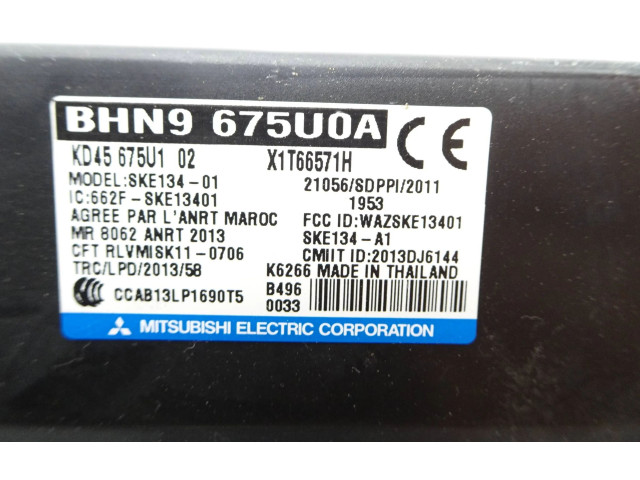 BHN9 675U0A
CE
KD45 675U1 02 X1T66571H
MODEL:SKE134-01 21056/SDPPI/2011
IC:662F-SKE13401 1953
AGREE PAR L'ANRT MAROC FCC ID:WAZSKE13401
MR 8062 ANRT 2013 SKE134-A1
CFT RLVMISK11-0706 CMIIT ID:2013DJ6144
TRC/LPD/2013/58 K6266 MADE IN THAILAND
CCAB13LP1690T5 B496
0033
MITSUBISHI ELECTRIC CORPORATION